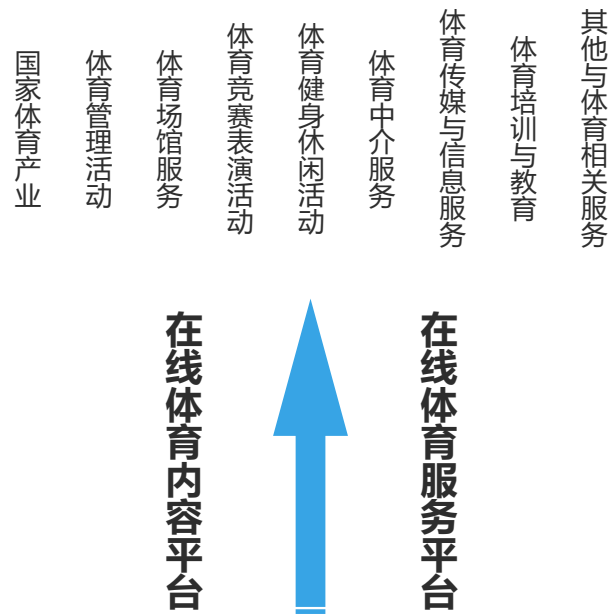 国家体育产业
体育管理活动
体育场馆服务
体育竞赛表演活动
体育健身休闲活动
体育中介服务
体育传媒与信息服务
体育培训与教育
其他与体育相关服务
在线体育内容平台
在线体育服务平台